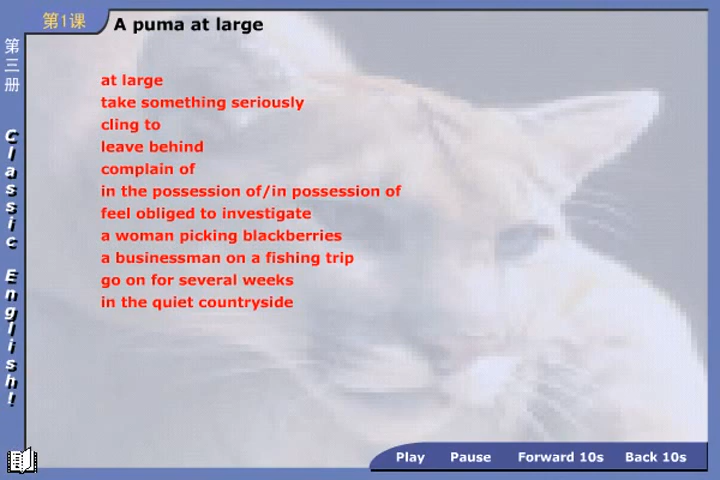 第1课
A puma at large
第三册
Classic English!
at large
take something seriously
cling to
leave behind
complain of
in the possession of/in possession of
feel obliged to investigate
a woman picking blackberries
a businessman on a fishing trip
go on for several weeks
in the quiet countryside
Play Pause Forward 10s Back 10s